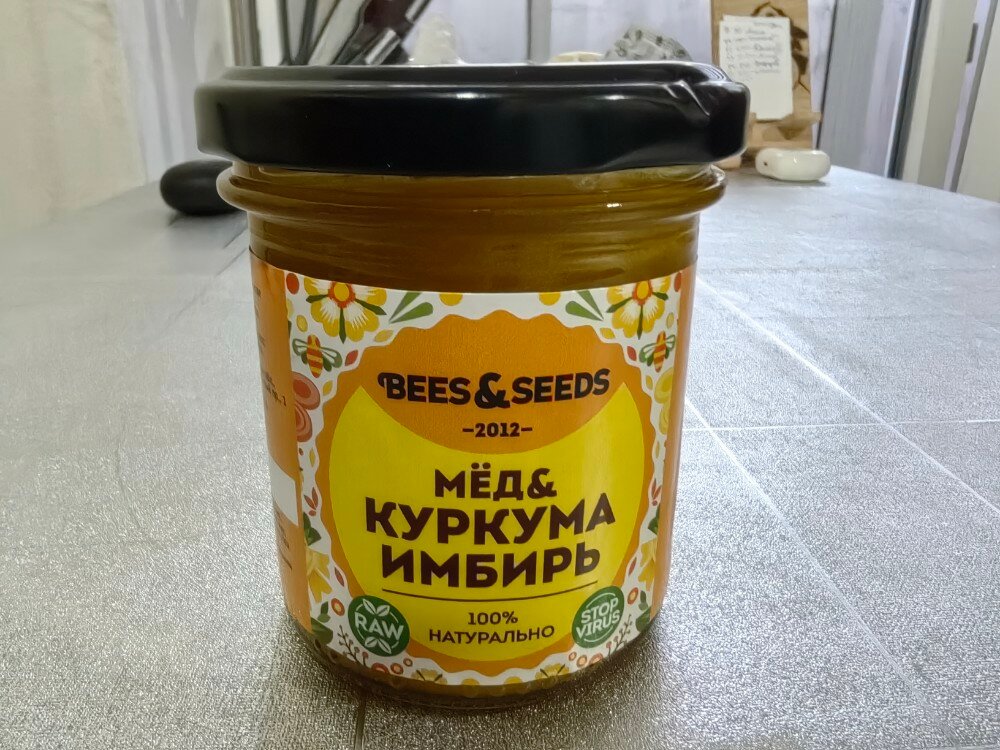 BEES&SEEDS
–2012–
МЁД&
КУРКУМА
ИМБИРЬ
100%
НАТУРАЛЬНО
RAW
STOP
VIRUS